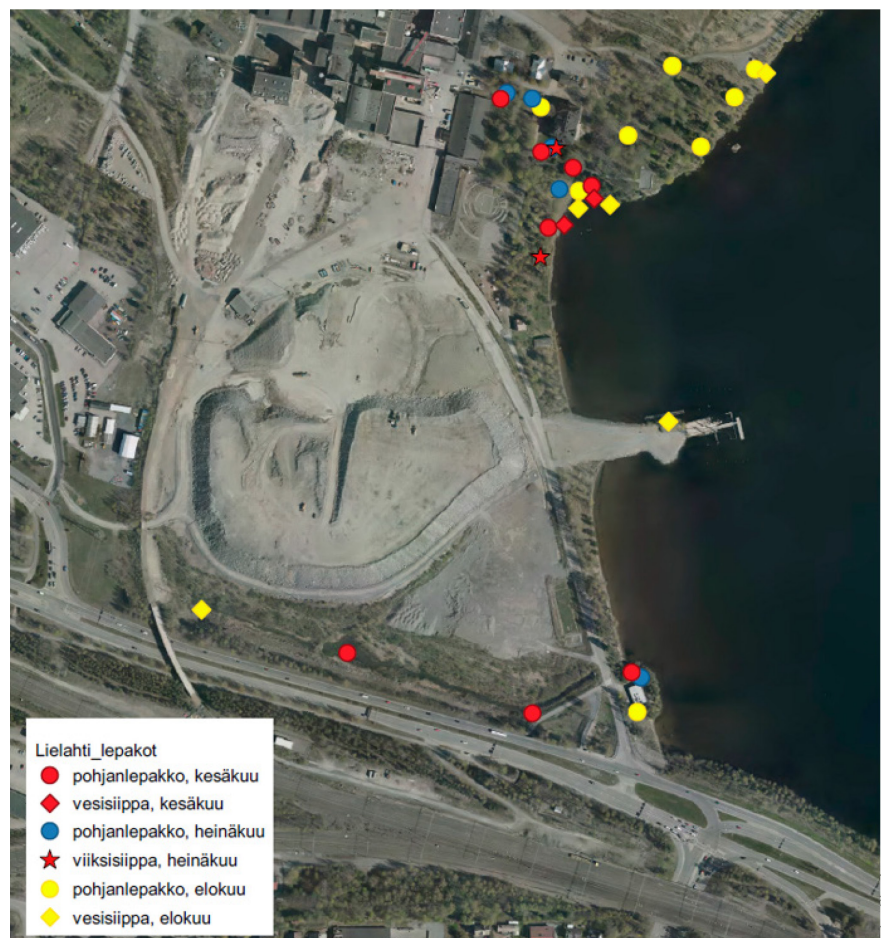 Lielahti_lepakot
pohjanlepakko, kesäkuu
vesisiippa, kesäkuu
pohjanlepakko, heinäkuu
viiksisiippa, heinäkuu
pohjanlepakko, elokuu
vesisiippa, elokuu